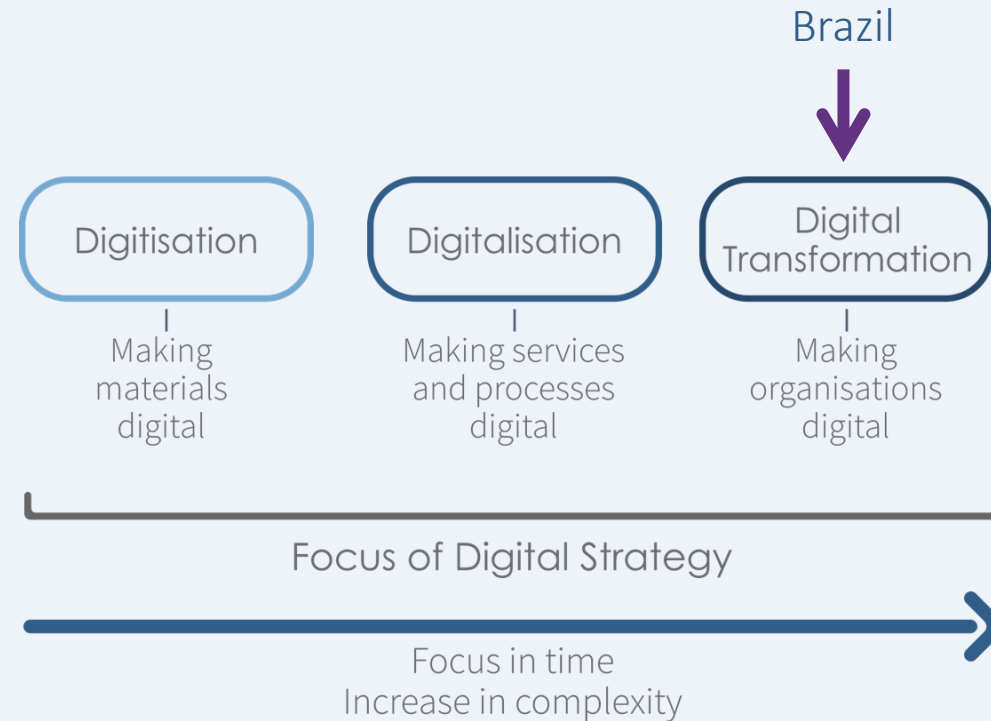 Brazil
Digitisation
Making
materials
digital
Digitalisation
Making services
and processes
digital
Digital
Transformation
Making
organisations
digital
Focus of Digital Strategy
Focus in time
Increase in complexity